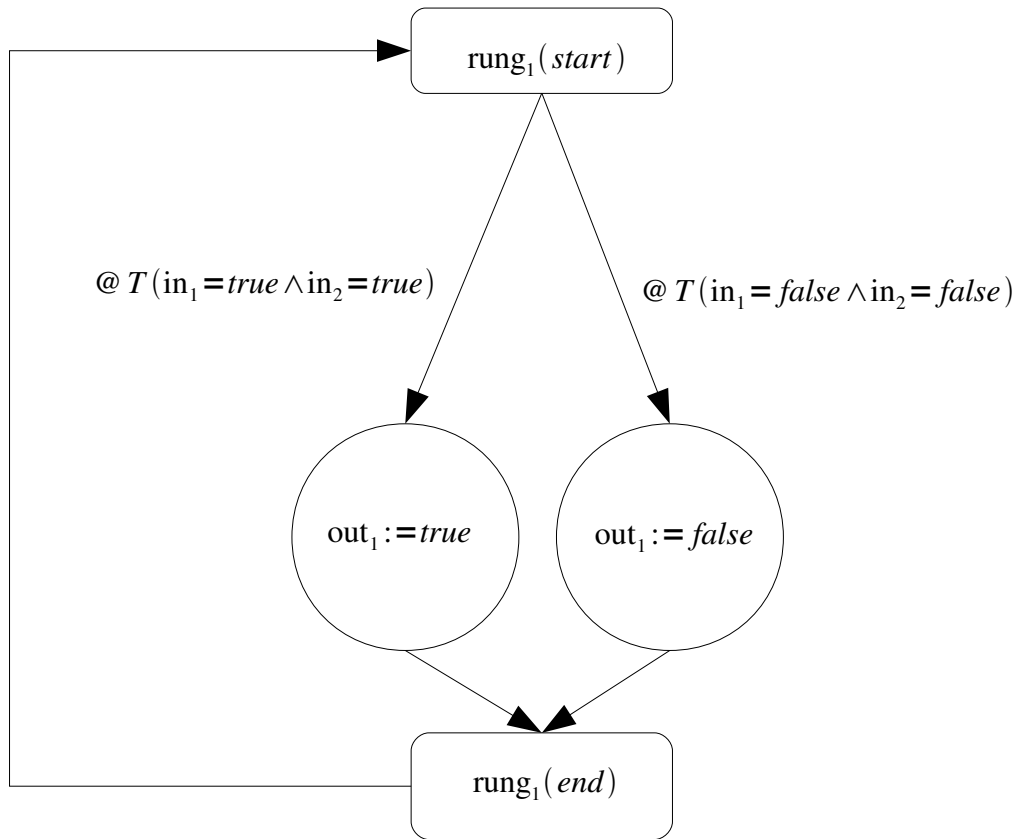 rung₁(start)
@ T(in₁=true∧in₂=true)
@ T(in₁=false∧in₂=false)
out₁:=true
out₁:=false
rung₁(end)